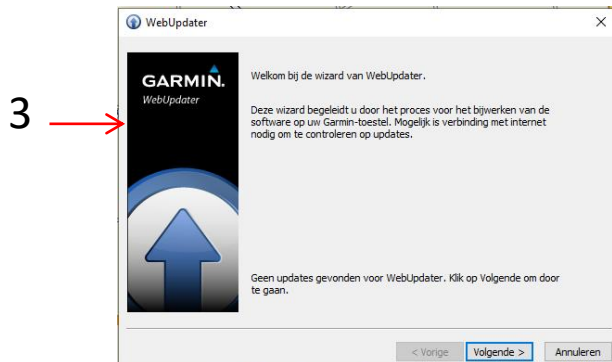 WebUpdater
3
GARMIN.
WebUpdater
Welkom bij de wizard van WebUpdater.
Deze wizard begeleidt u door het proces voor het bijwerken van de
software op uw Garmin-toestel. Mogelijk is verbinding met internet
nodig om te controleren op updates.
Geen updates gevonden voor WebUpdater. Klik op Volgende om door
te gaan.
< Vorige Volgende > Annuleren